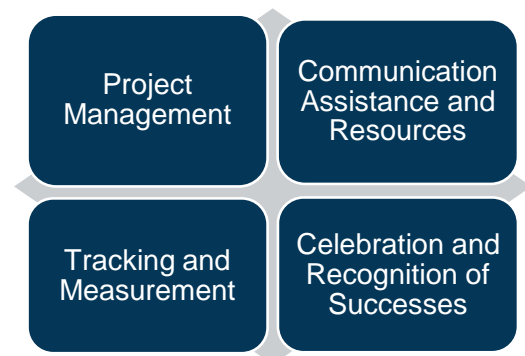 Project
Management
Communication
Assistance and
Resources
Tracking and
Measurement
Celebration and
Recognition of
Successes